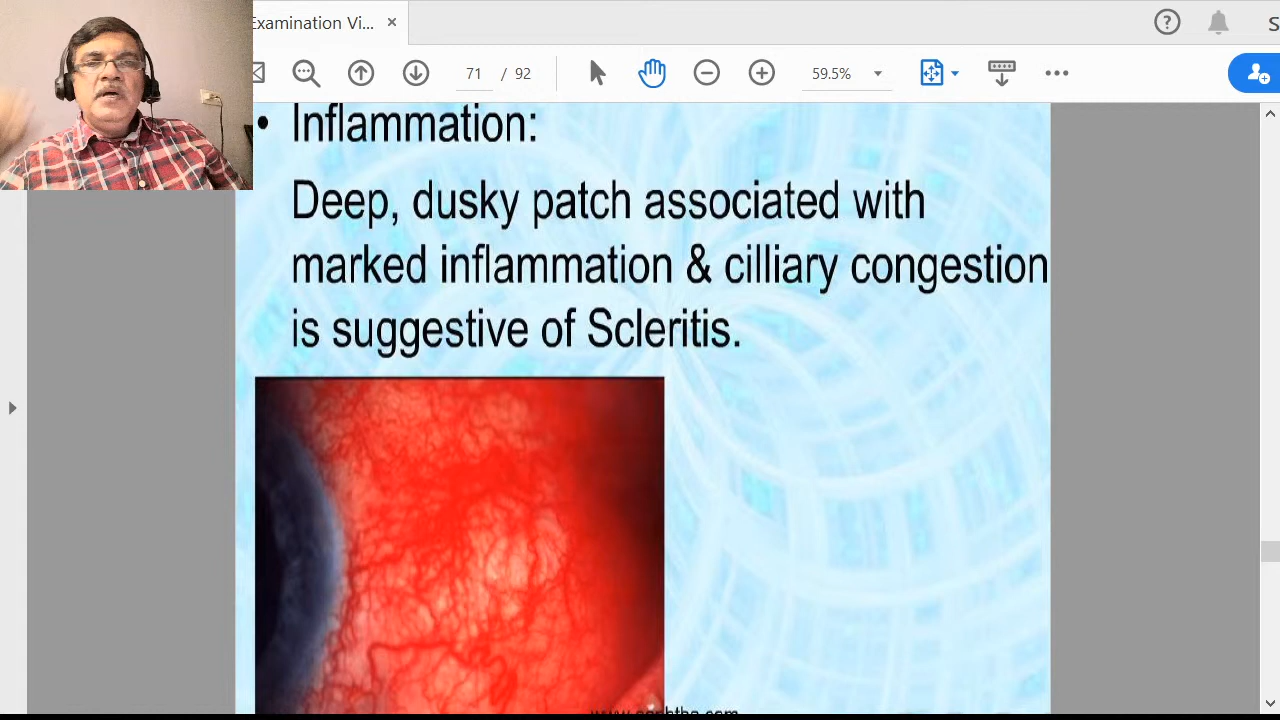 Examination Vi...
71 / 92
59.5%
• Inflammation:
Deep, dusky patch associated with
marked inflammation & cilliary congestion
is suggestive of Scleritis.